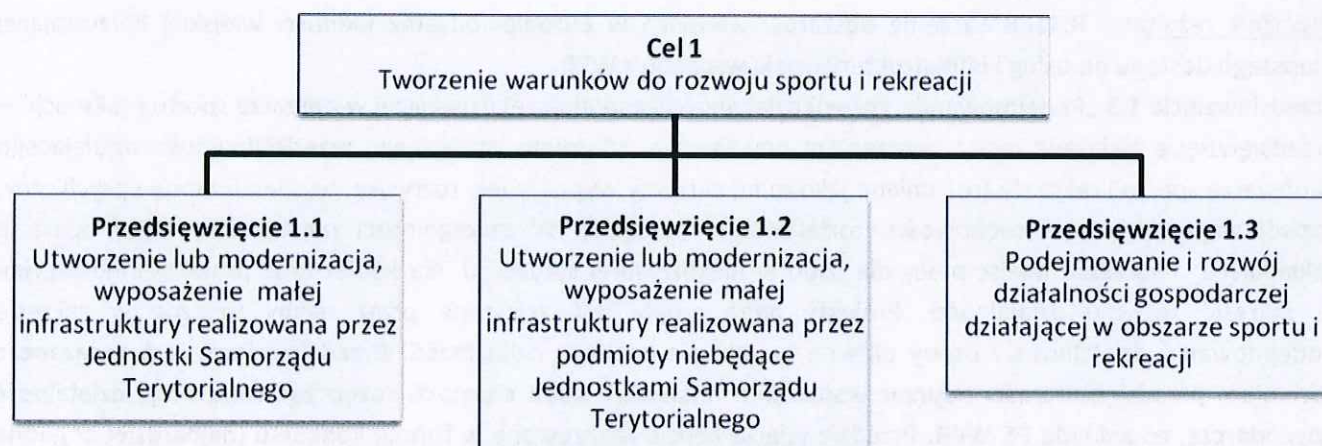 Cel 1
Tworzenie warunków do rozwoju sportu i rekreacji
Przedsięwzięcie 1.1
Utworzenie lub modernizacja,
wyposażenie małej
infrastruktury realizowana przez
Jednostki Samorządu
Terytorialnego
Przedsięwzięcie 1.2
Utworzenie lub modernizacja,
wyposażenie małej
infrastruktury realizowana przez
podmioty niebędące
Jednostkami Samorządu
Terytorialnego
Przedsięwzięcie 1.3
Podejmowanie i rozwój
działalności gospodarczej
działającej w obszarze sportu i
rekreacji